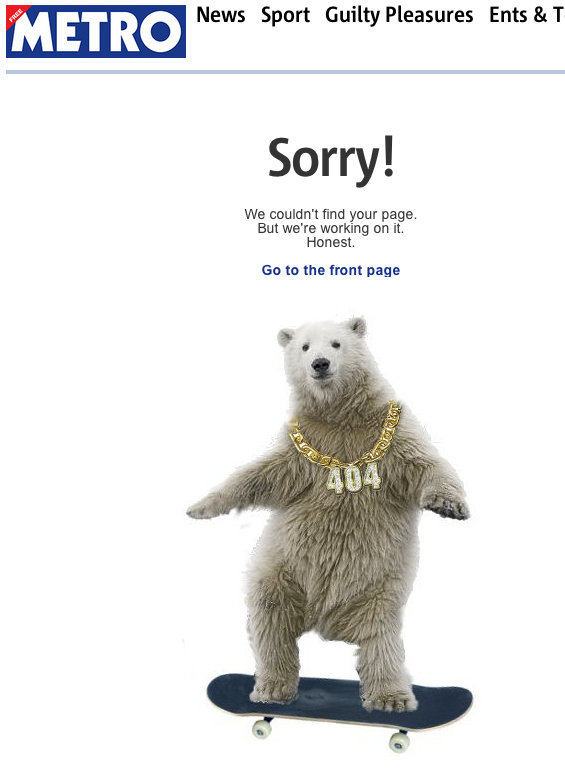 FREE
METRO
News Sport Guilty Pleasures Ents & T
Sorry!
We couldn't find your page.
But we're working on it.
Honest.
Go to the front page
404